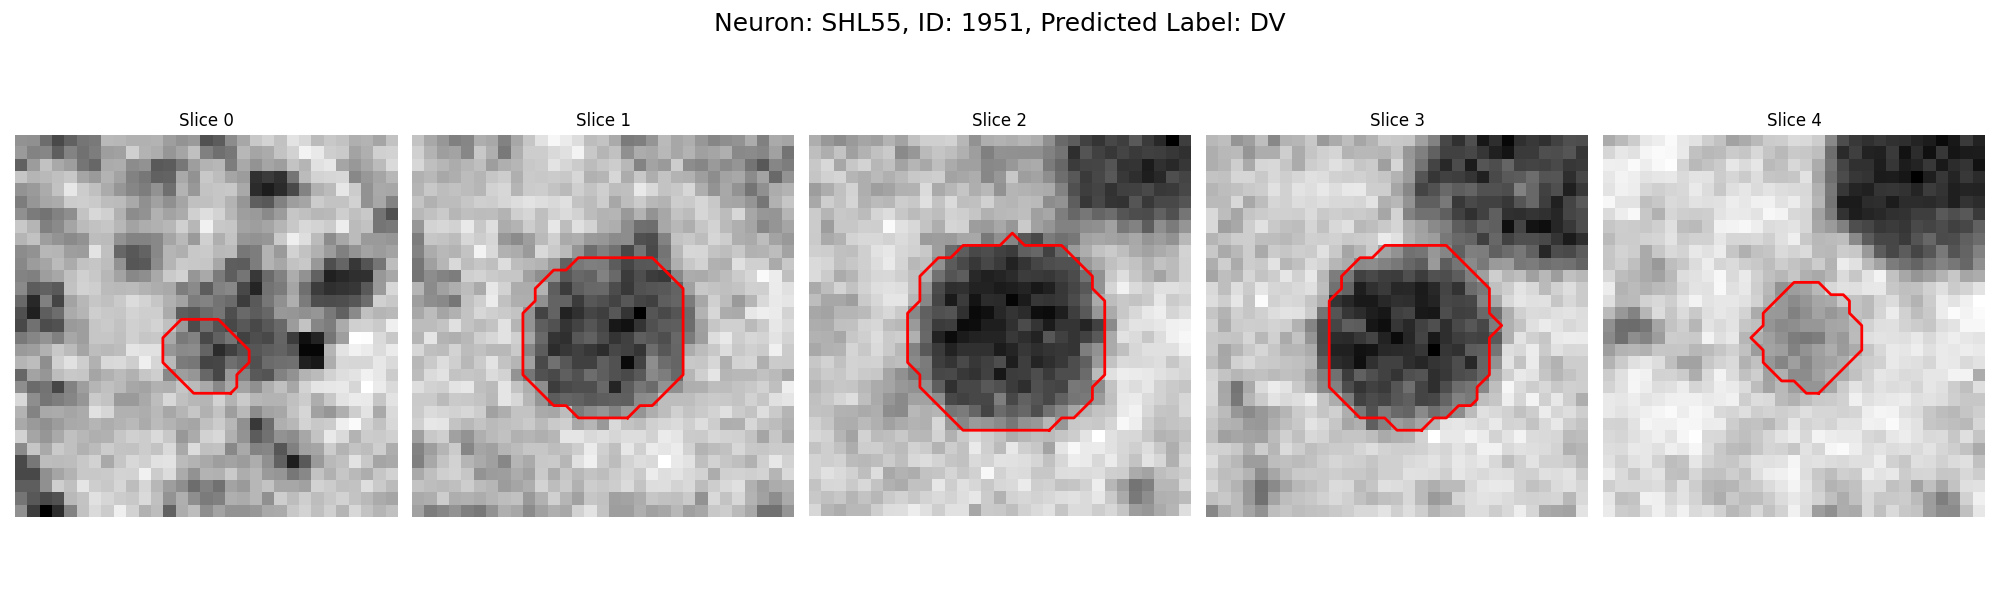 Neuron: SHL55, ID: 1951, Predicted Label: DV
Slice 0
Slice 1
Slice 2
Slice 3
Slice 4